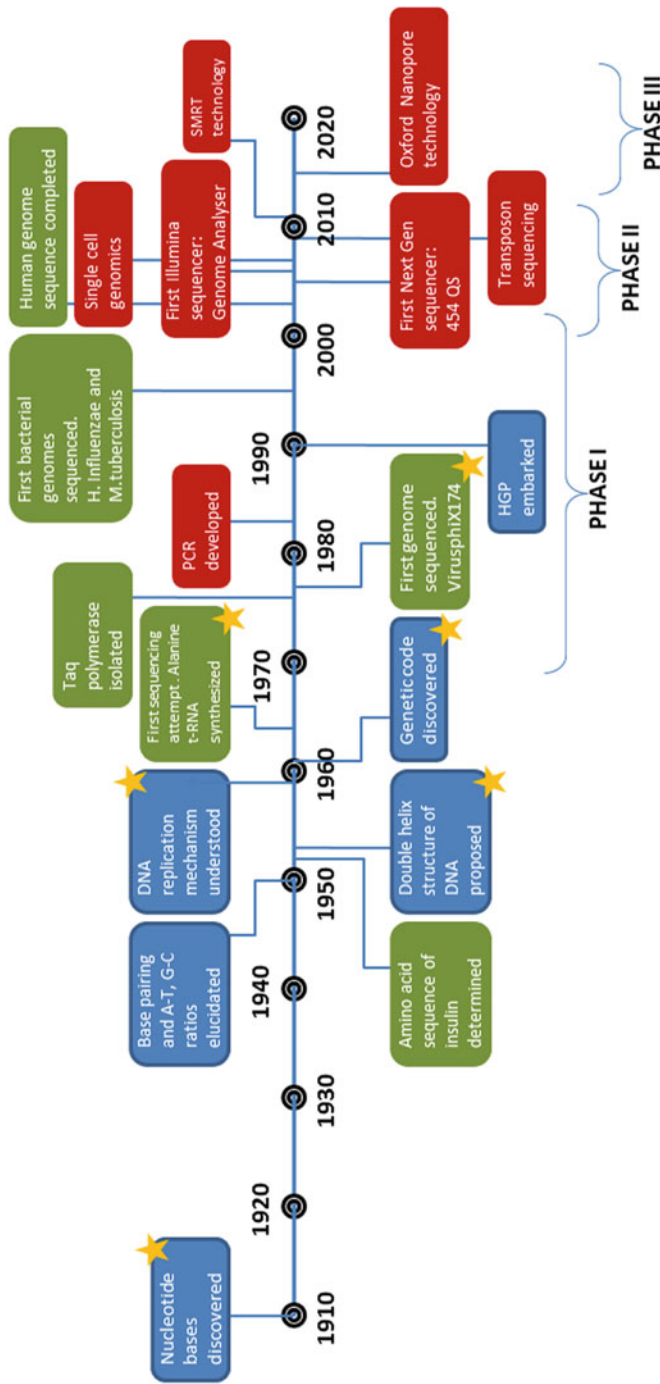 Nucleotide
bases
discovered
Base pairing
and A-T, G-C
ratios
elucidated
DNA
replication
mechanism
understood
First sequencing
attempt. Alanine
t-RNA
synthesized
Taq
polymerase
isolated
PCR
developed
First bacterial
genomes
sequenced.
H. Influenzae and
M.tuberculosis
Human genome
sequence completed
Single cell
genomics
First Illumina
sequencer:
Genome Analyser
SMRT
technology
1910
1920
1930
1940
1950
1960
1970
1980
1990
2000
2010
2020
Amino acid
sequence of
insulin
determined
Double helix
structure of
DNA
proposed
Genetic code
discovered
First genome
sequenced.
VirusphiX174
HGP
embarked
First Next Gen
sequencer:
454 QS
Transposon
sequencing
Oxford Nanopore
technology
PHASE I
PHASE II
PHASE III